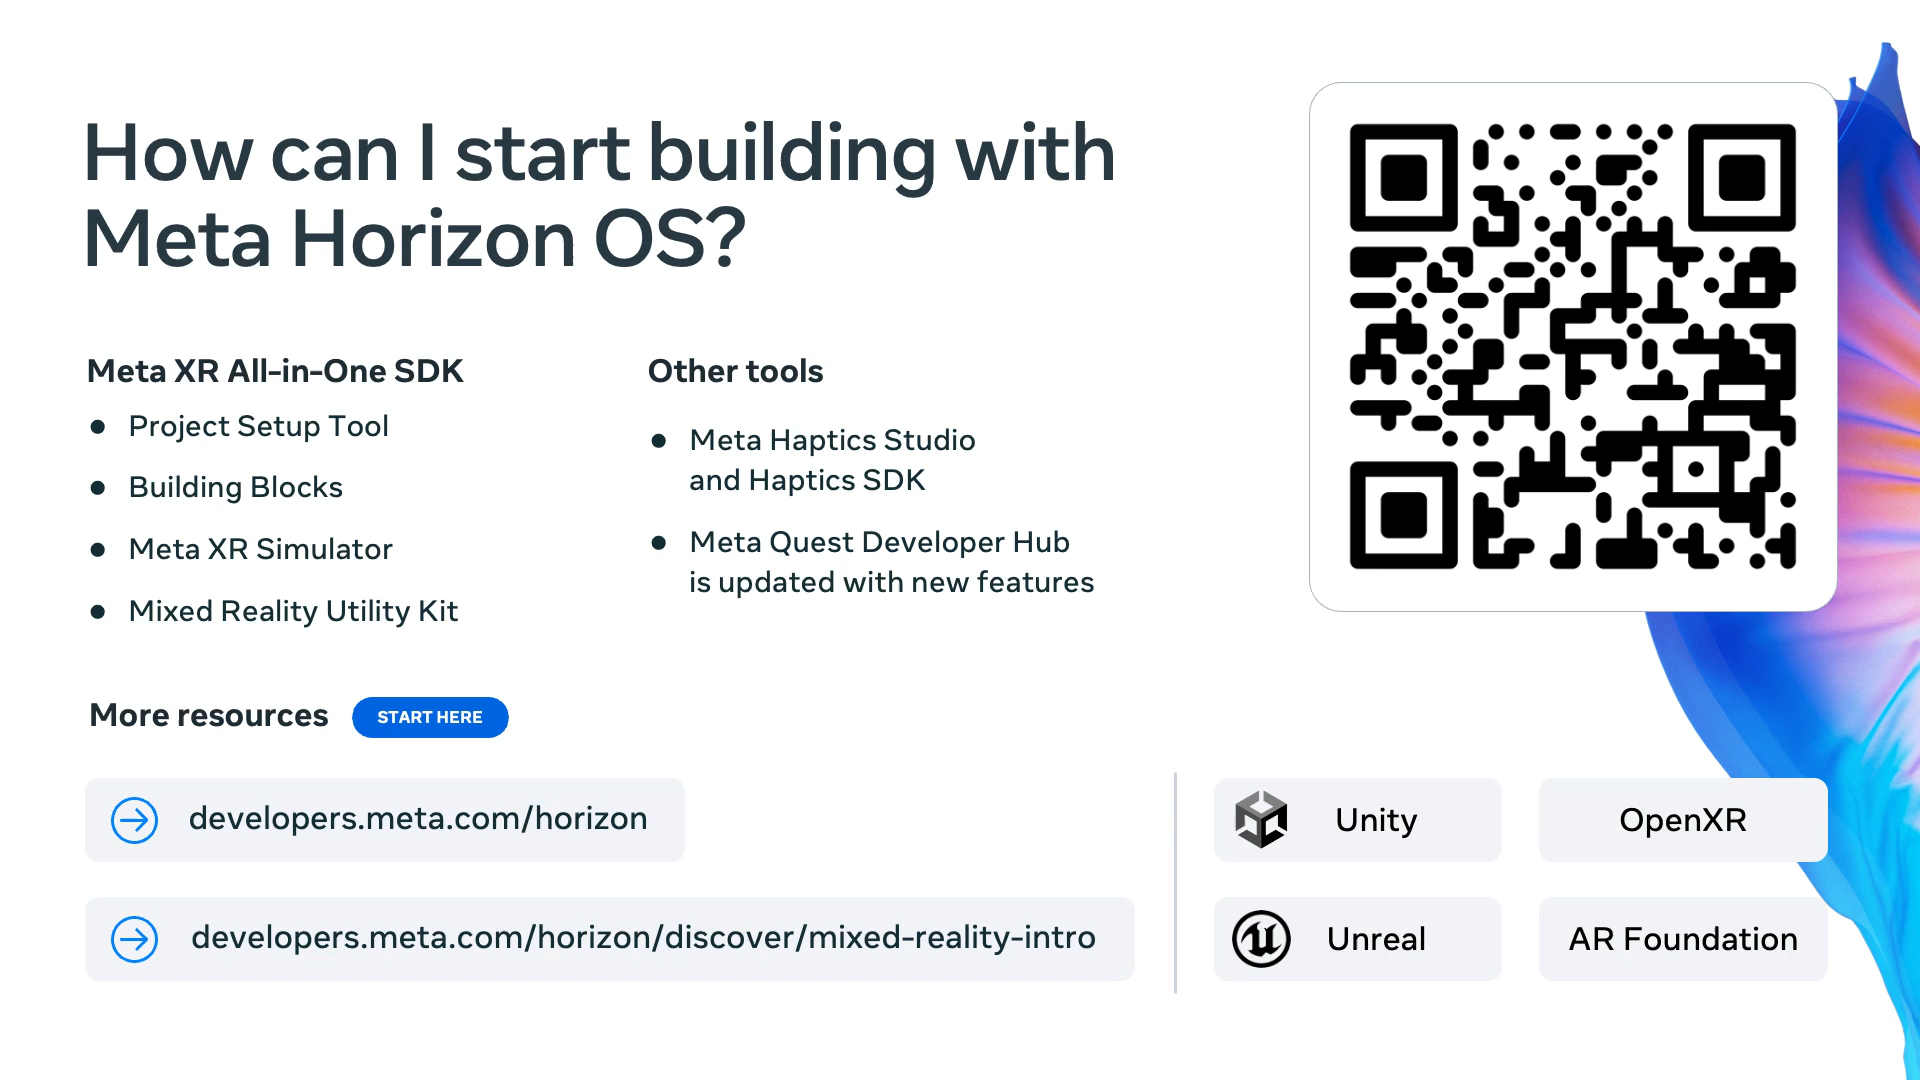 How can I start building with
Meta Horizon OS?
Meta XR All-in-One SDK
● Project Setup Tool
● Building Blocks
● Meta XR Simulator
● Mixed Reality Utility Kit
Other tools
● Meta Haptics Studio
and Haptics SDK
● Meta Quest Developer Hub
is updated with new features
More resources
START HERE
developers.meta.com/horizon
developers.meta.com/horizon/discover/mixed-reality-intro
Unity
OpenXR
Unreal
AR Foundation